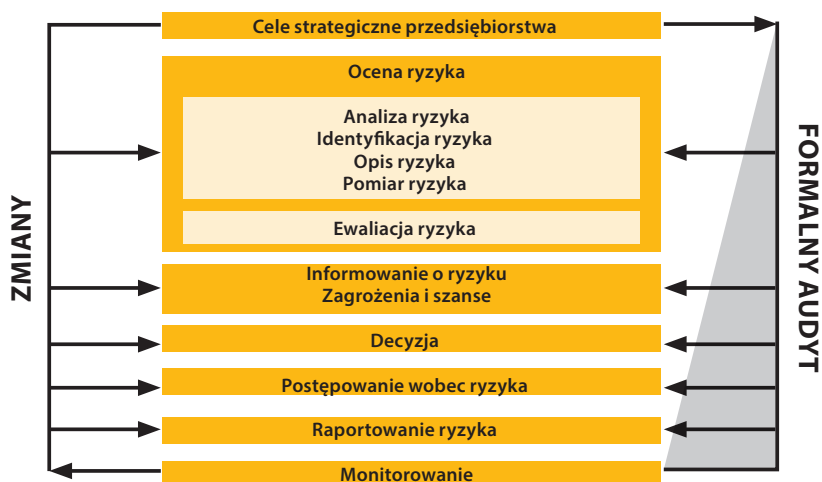 Cele strategiczne przedsiębiorstwa
Ocena ryzyka
Analiza ryzyka
Identyfikacja ryzyka
Opis ryzyka
Pomiar ryzyka
Ewaliacja ryzyka
Informowanie o ryzyku
Zagrożenia i szanse
Decyzja
Postępowanie wobec ryzyka
Raportowanie ryzyka
Monitorowanie
ZMIANY
FORMALNY AUDYT